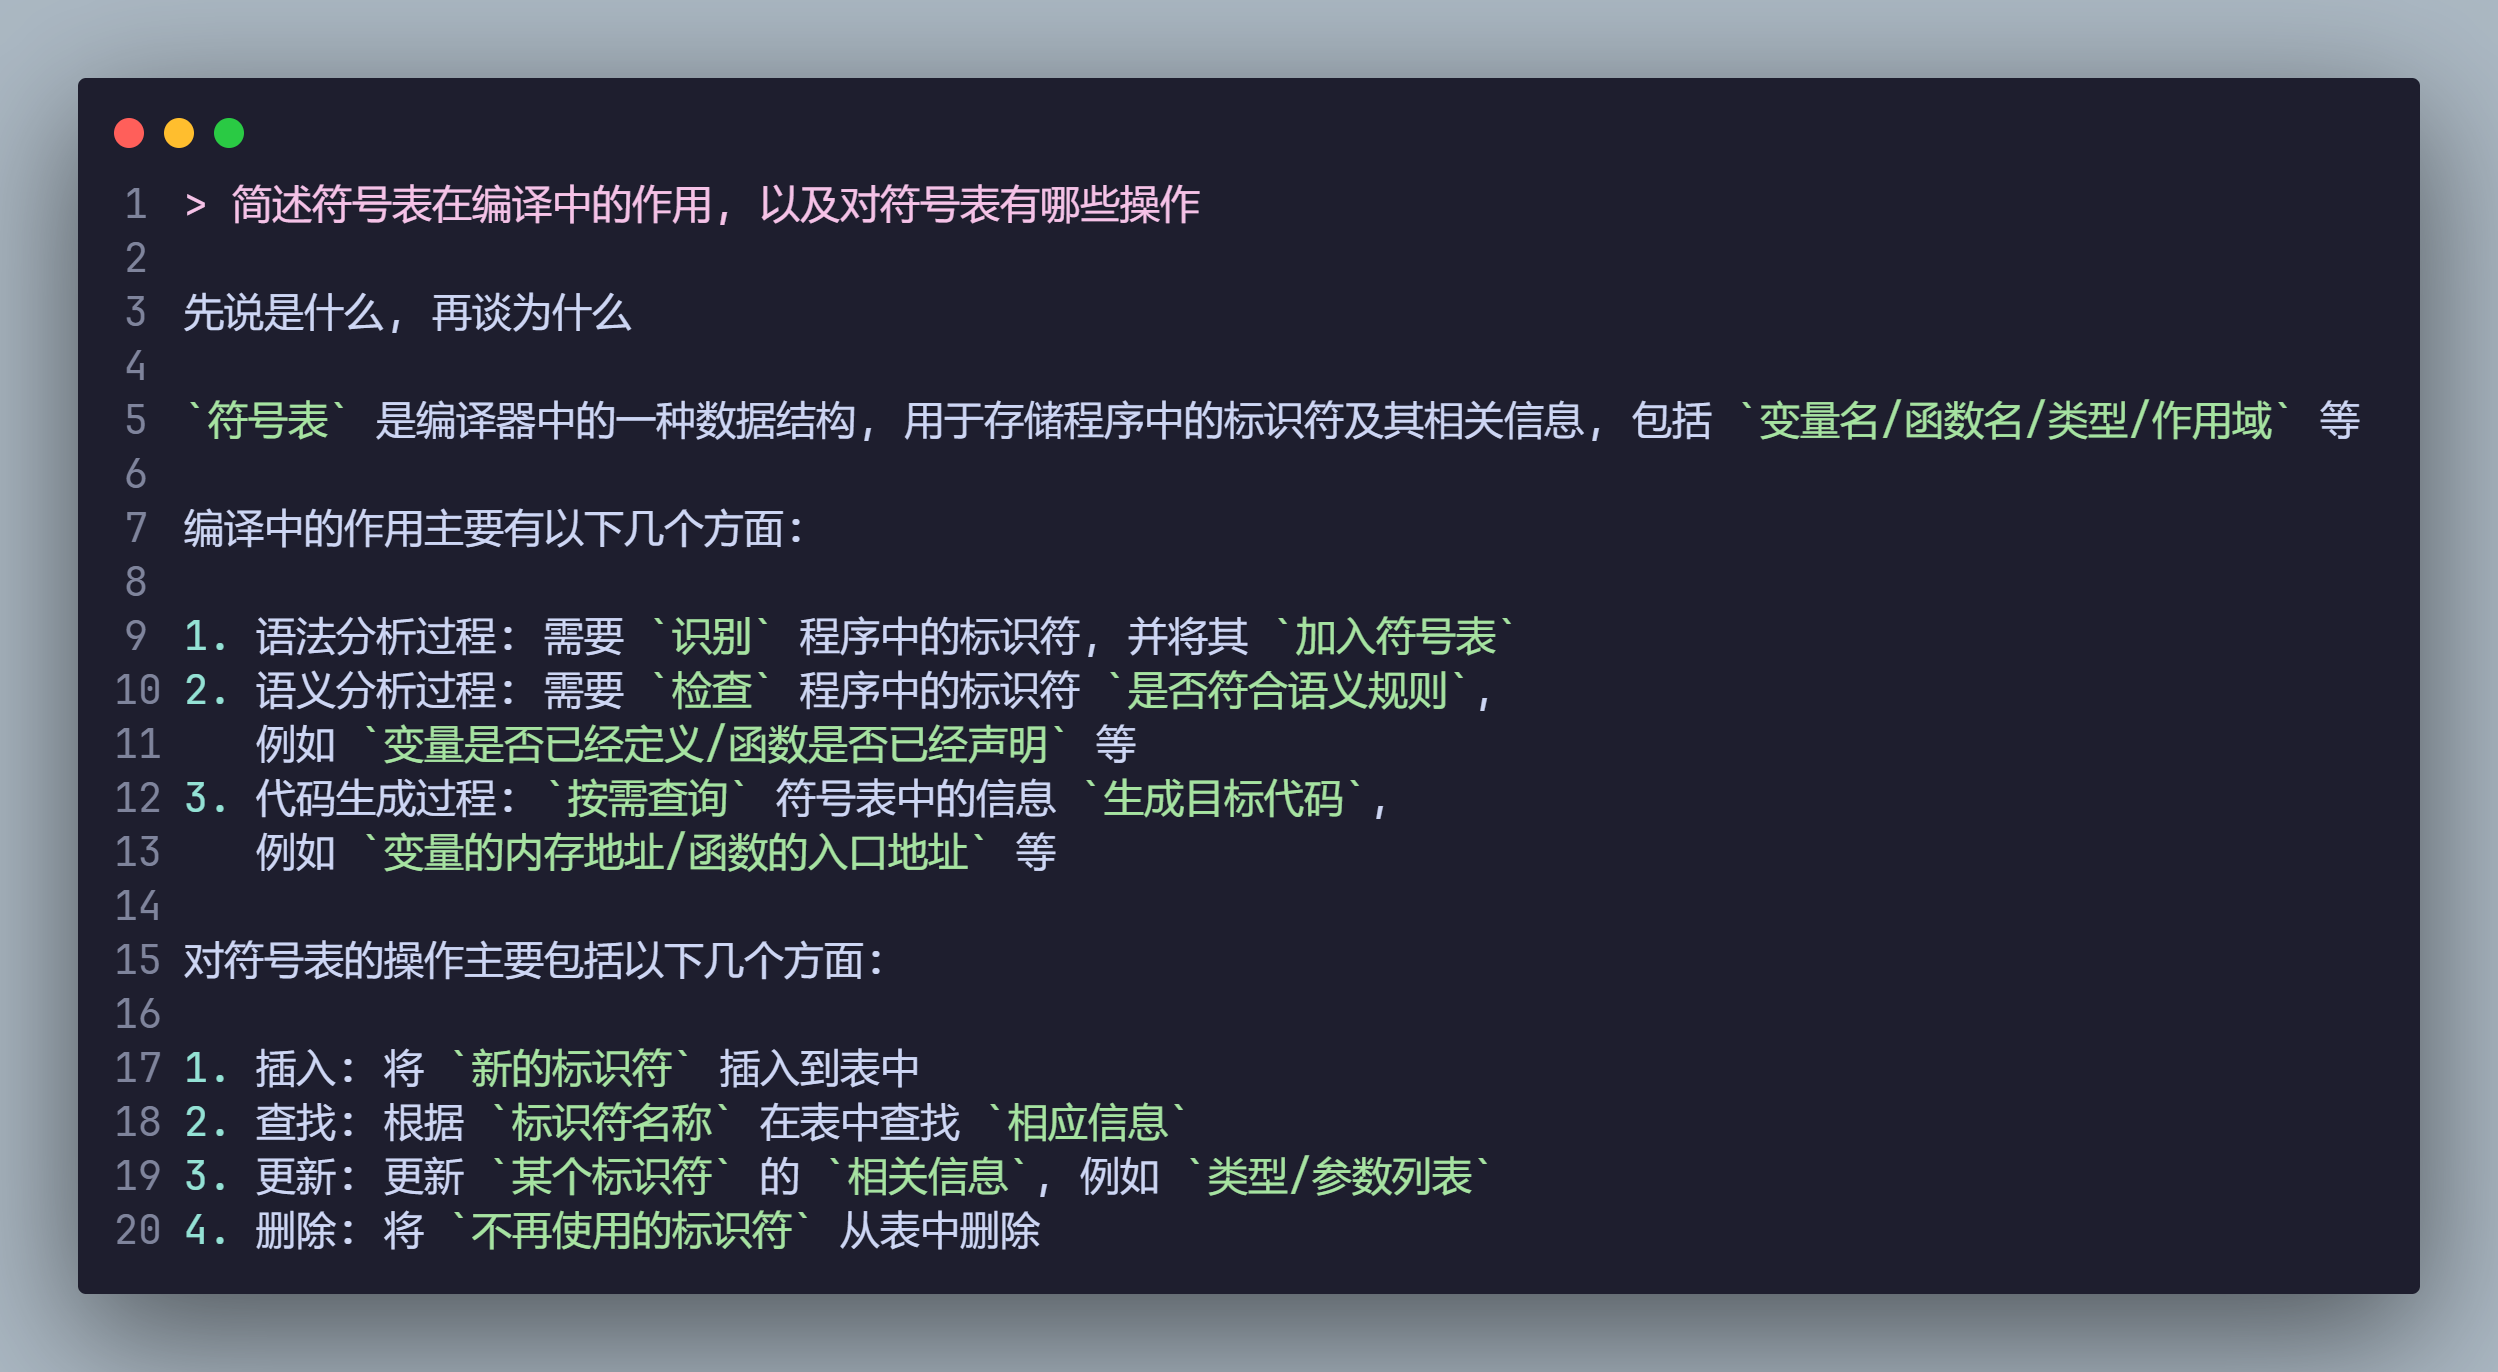 1 > 简述符号表在编译中的作用, 以及对符号表有哪些操作
2
3 先说是什么, 再谈为什么
4
5 `符号表` 是编译器中的一种数据结构, 用于存储程序中的标识符及其相关信息, 包括 `变量名/函数名/类型/作用域` 等
6
7 编译中的作用主要有以下几个方面:
8
9 1. 语法分析过程: 需要 `识别` 程序中的标识符, 并将其 `加入符号表`
10 2. 语义分析过程: 需要 `检查` 程序中的标识符 `是否符合语义规则`,
11 例如 `变量是否已经定义/函数是否已经声明` 等
12 3. 代码生成过程: `按需查询` 符号表中的信息 `生成目标代码`,
13 例如 `变量的内存地址/函数的入口地址` 等
14
15 对符号表的操作主要包括以下几个方面:
16
17 1. 插入: 将 `新的标识符` 插入到表中
18 2. 查找: 根据 `标识符名称` 在表中查找 `相应信息`
19 3. 更新: 更新 `某个标识符` 的 `相关信息`, 例如 `类型/参数列表`
20 4. 删除: 将 `不再使用的标识符` 从表中删除